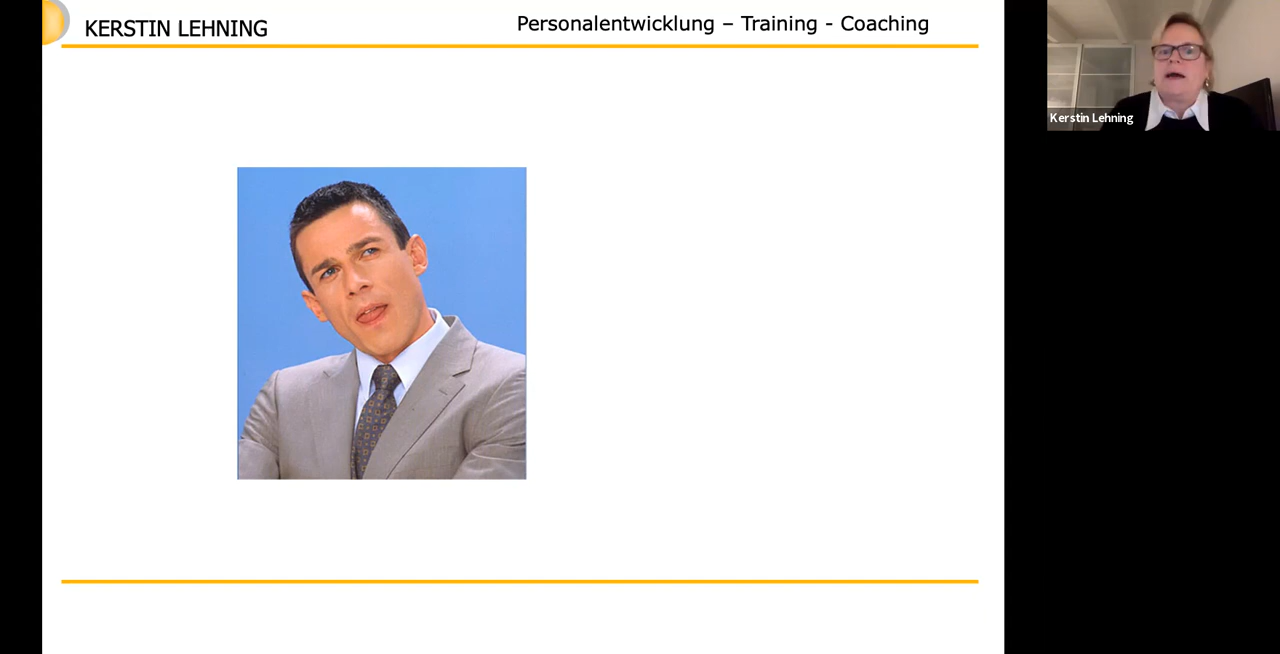 KERSTIN LEHNING
Personalentwicklung – Training - Coaching
Kerstin Lehning